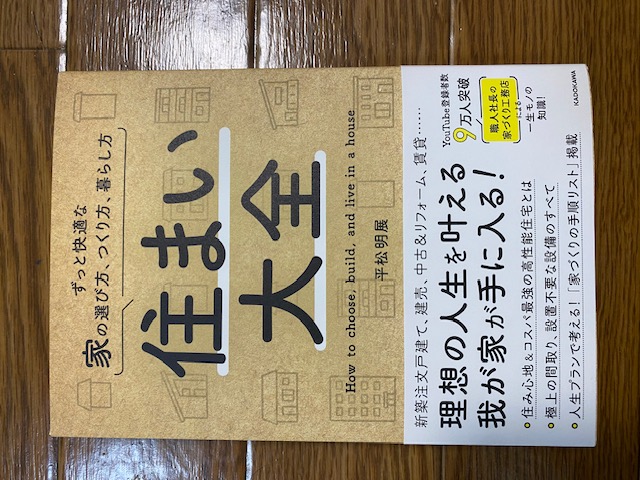 ずっと快適な
家の選び方、つくり方、暮らし方
住まい
大全
How to choose, build, and live in a house
平松明展
新築注文戸建て、建売、中古&リフォーム、賃貸……
理想の人生を叶える
我が家が手に入る!
YouTube登録者数
9万人突破
職人社長の
家づくり工務店
による
一生モノの
知識!
KADOKAWA
住み心地&コスパ最強の高性能住宅とは
極上の間取り、設置不要な設備のすべて
人生プランで考える!「家づくりの手順リスト」掲載